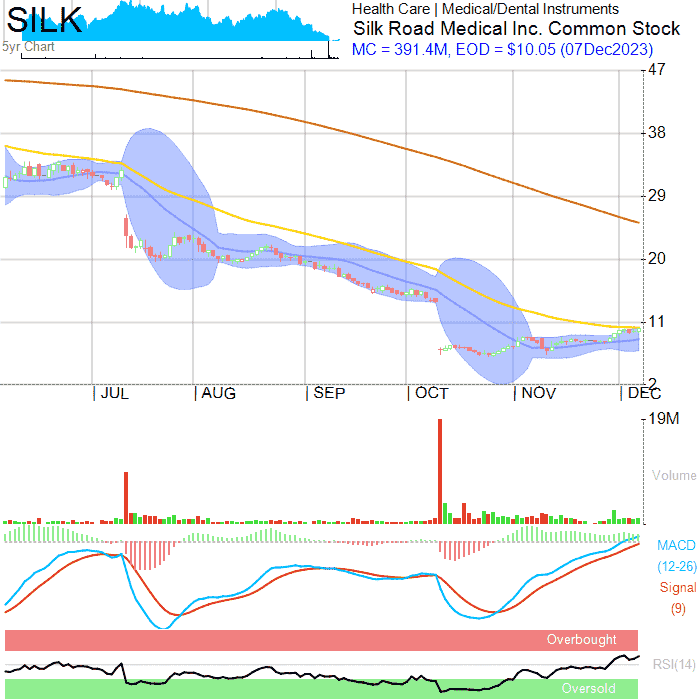 SILK
5yr Chart
Health Care | Medical/Dental Instruments
Silk Road Medical Inc. Common Stock
MC = 391.4M, EOD = $10.05 (07Dec2023)
47
38
29
20
11
2
| JUL | AUG | SEP | OCT | NOV | DEC
19M
Volume
MACD
(12-26)
Signal
(9)
Overbought
RSI(14)
Oversold